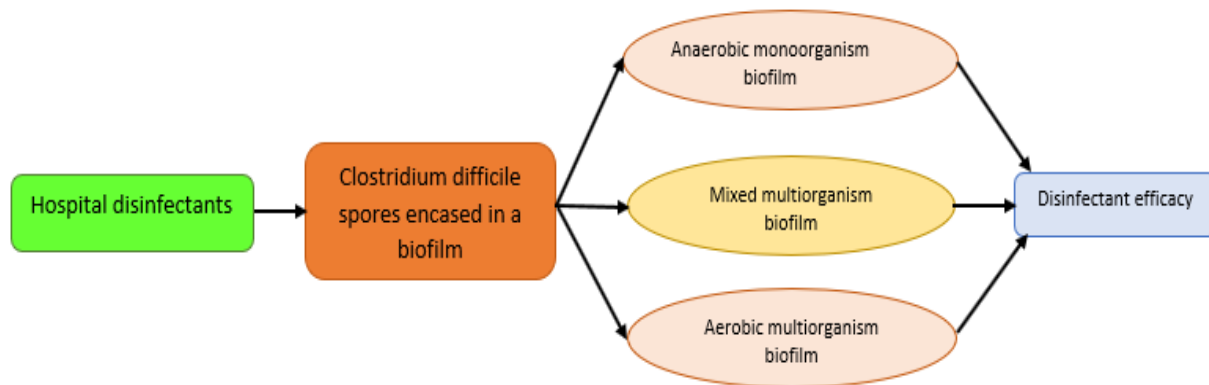 Hospital disinfectants
Clostridium difficile
spores encased in a
biofilm
Anaerobic monoorganism
biofilm
Mixed multiorganism
biofilm
Aerobic multiorganism
biofilm
Disinfectant efficacy